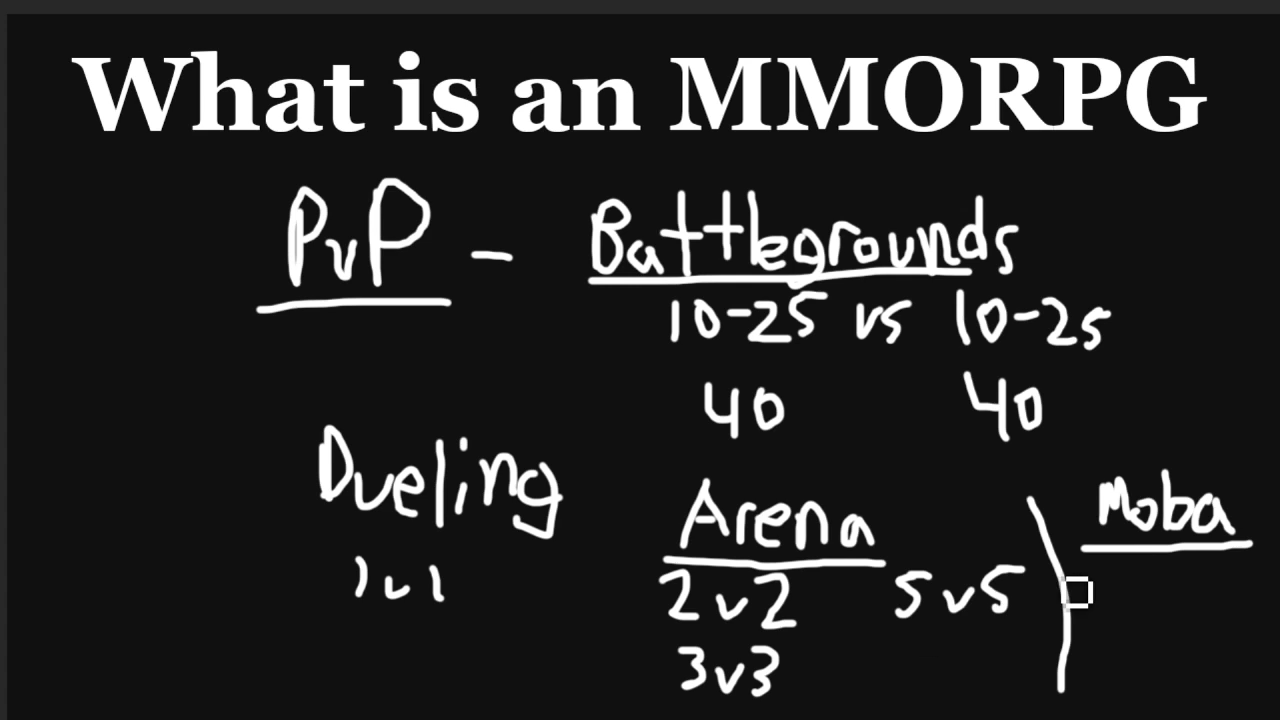 What is an MMORPG
PvP - Battlegrounds
10-25 vs 10-25
40 40
Dueling
1v1
Arena
2v2 5v5
3v3
Moba